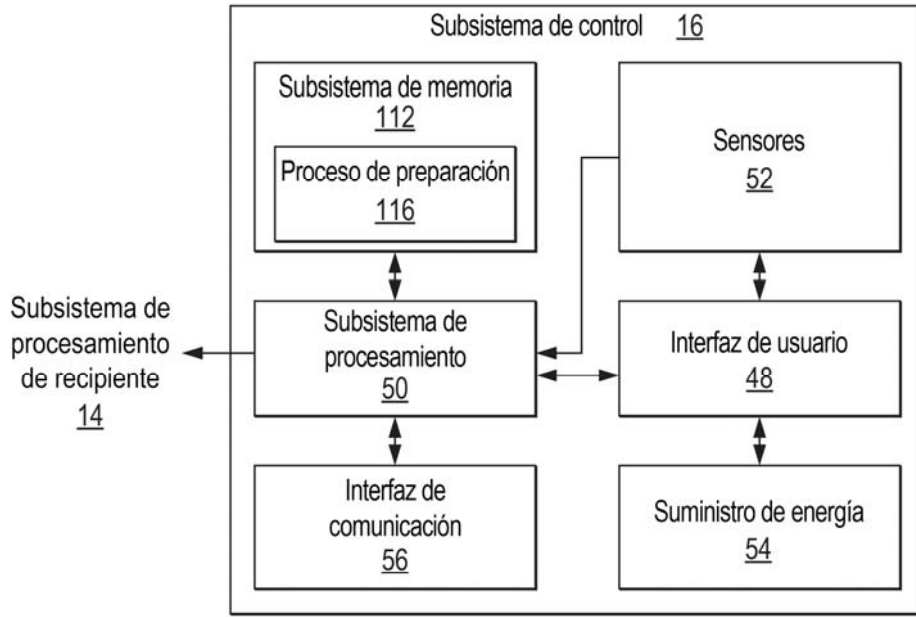 Subsistema de control 16
Subsistema de memoria
112
Proceso de preparación
116
Sensores
52
Subsistema de
procesamiento
de recipiente
14
Subsistema de
procesamiento
50
Interfaz de usuario
48
Interfaz de
comunicación
56
Suministro de energía
54